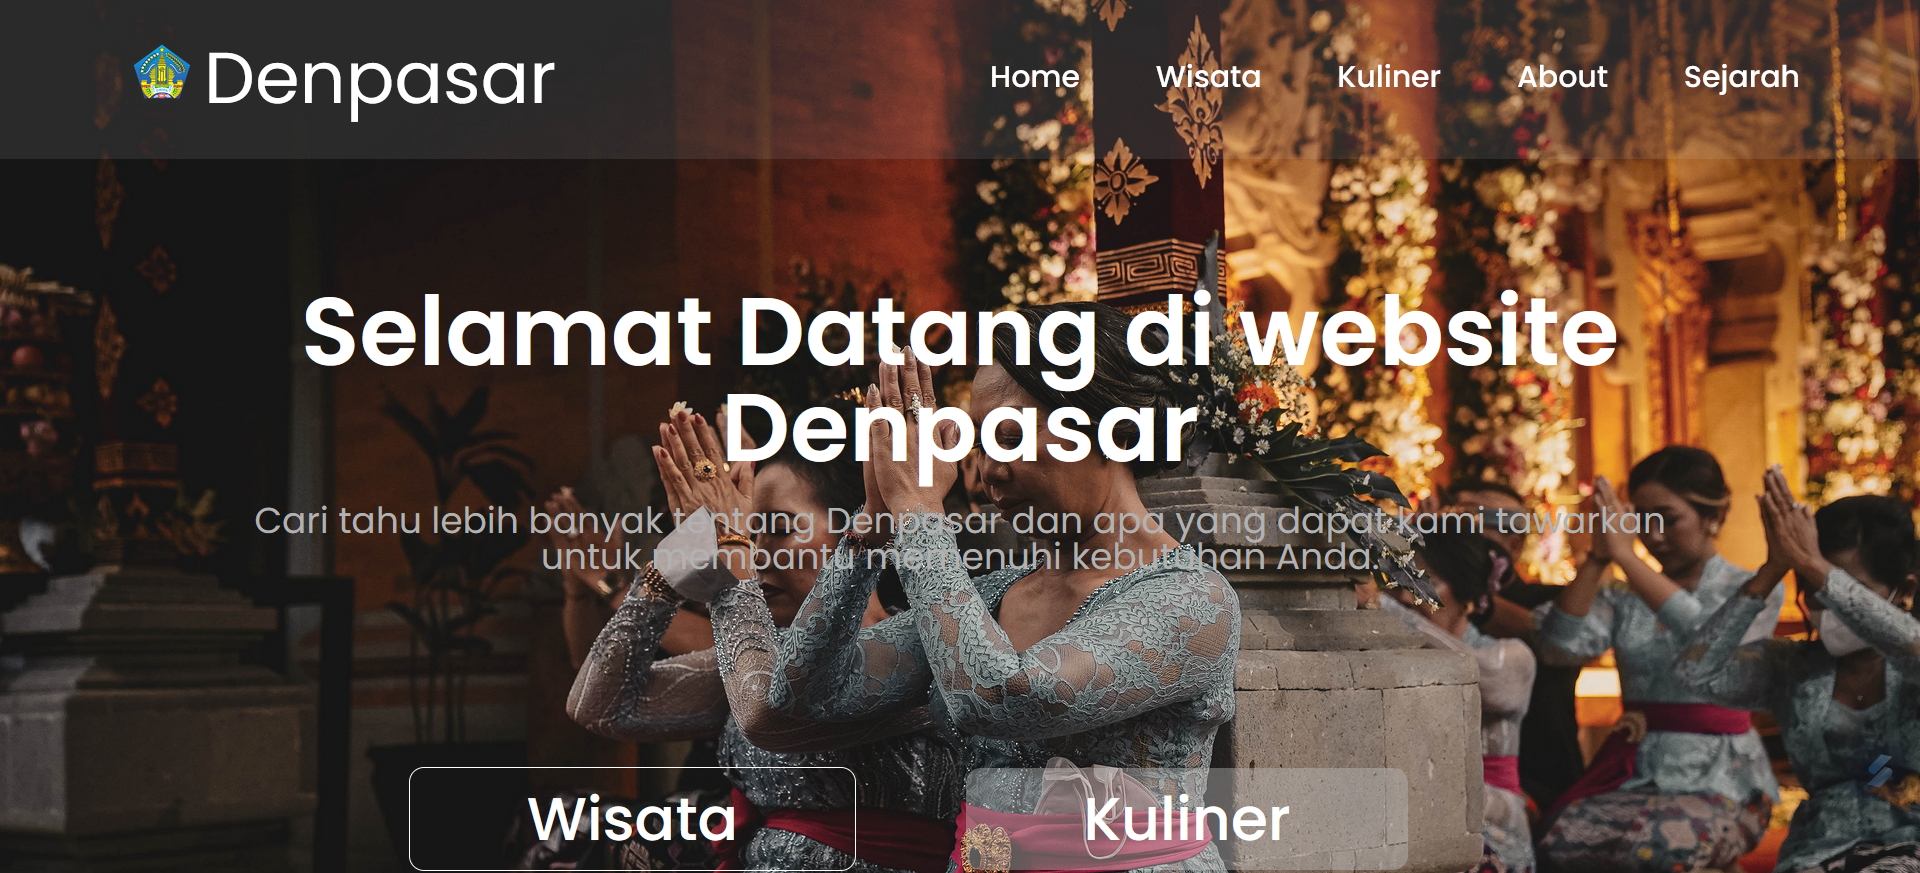 Denpasar
Home
Wisata
Kuliner
About
Sejarah
Selamat Datang di website
Denpasar
Cari tahu lebih banyak tentang Denpasar dan apa yang dapat kami tawarkan
untuk membantu memenuhi kebutuhan Anda.
Wisata
Kuliner